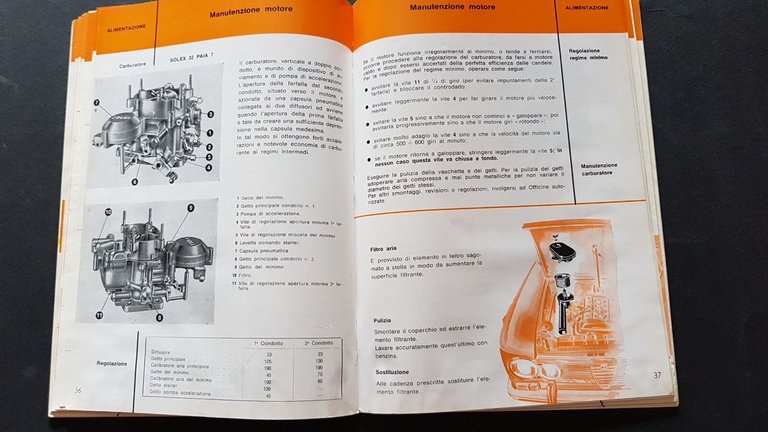 Manutenzione motore
ALIMENTAZIONE
Carburatore
SOLEX 32 PAIA 7
Il carburatore, verticale a doppio con-
dotto, è munito di dispositivo di av-
viamento e di pompa di accelerazione.
L'apertura della farfalla del secondo
condotto, situato verso il motore, è
azionata da una capsula pneumatica
collegata ai due diffusori ed avviene
quando l'apertura della prima farfalla
è tale da creare una sufficiente depres-
sione nella capsula medesima.
In tal modo si ottengono forti accele-
razioni e notevole economia di carbu-
rante ai regimi intermedi.
1 Getto del minimo.
2 Getto principale condotto n. 1.
3 Pompa di accelerazione.
4 Vite di regolazione apertura minima 1ª far-
falla.
5 Vite di regolazione miscela del minimo.
6 Levetta comando starter.
7 Capsula pneumatica.
8 Getto principale condotto n. 2.
9 Getto del minimo.
10 Filtro.
11 Vite di regolazione apertura minima 2ª far-
falla.
Regolazione
1º Condotto 2º Condotto
Diffusore 23 23
Getto principale 125 130
Calibratore aria principale 190 190
Getto del minimo 45 70
Calibratore aria del minimo 100 80
Getto starter 120
Getto pompa accelerazione 45
36
Manutenzione motore
ALIMENTAZIONE
Regolazione
regime minimo
Se il motore funziona irregolarmente al minimo, o tende a fermarsi,
occorre procedere alla regolazione del carburatore, da farsi a motore
caldo e dopo essersi accertati della perfetta efficienza delle candele.
Per la regolazione del regime minimo, operare come segue:
● avvitare la vite 11 di ¼ di giro (per evitare impuntamenti della 2ª
farfalla) e bloccare il controdado;
● avvitare leggermente la vite 4 per far girare il motore più veloce-
mente;
● svitare la vite 5 sino a che il motore non cominci a « galoppare »; poi
avvitarla progressivamente sino a che il motore giri « rotondo »;
● svitare molto adagio la vite 4 sino a che la velocità del motore sia
di circa 500 ÷ 600 giri al minuto;
● se il motore ritorna a galoppare, stringere leggermente la vite 5; in
nessun caso questa vite va chiusa a fondo.
Manutenzione
carburatore
Eseguire la pulizia della vaschetta e dei getti. Per la pulizia dei getti
adoperare aria compressa e mai punte metalliche per non variare il
diametro dei getti stessi.
Per altri smontaggi, revisioni o regolazioni, rivolgersi ad Officine auto-
rizzate.
Filtro aria
E' provvisto di elemento in feltro sago-
mato a stella in modo da aumentare la
superficie filtrante.
Pulizia
Smontare il coperchio ed estrarre l'ele-
mento filtrante.
Lavare accuratamente quest'ultimo con
benzina.
Sostituzione
Alle cadenze prescritte sostituire l'ele-
mento filtrante.
37